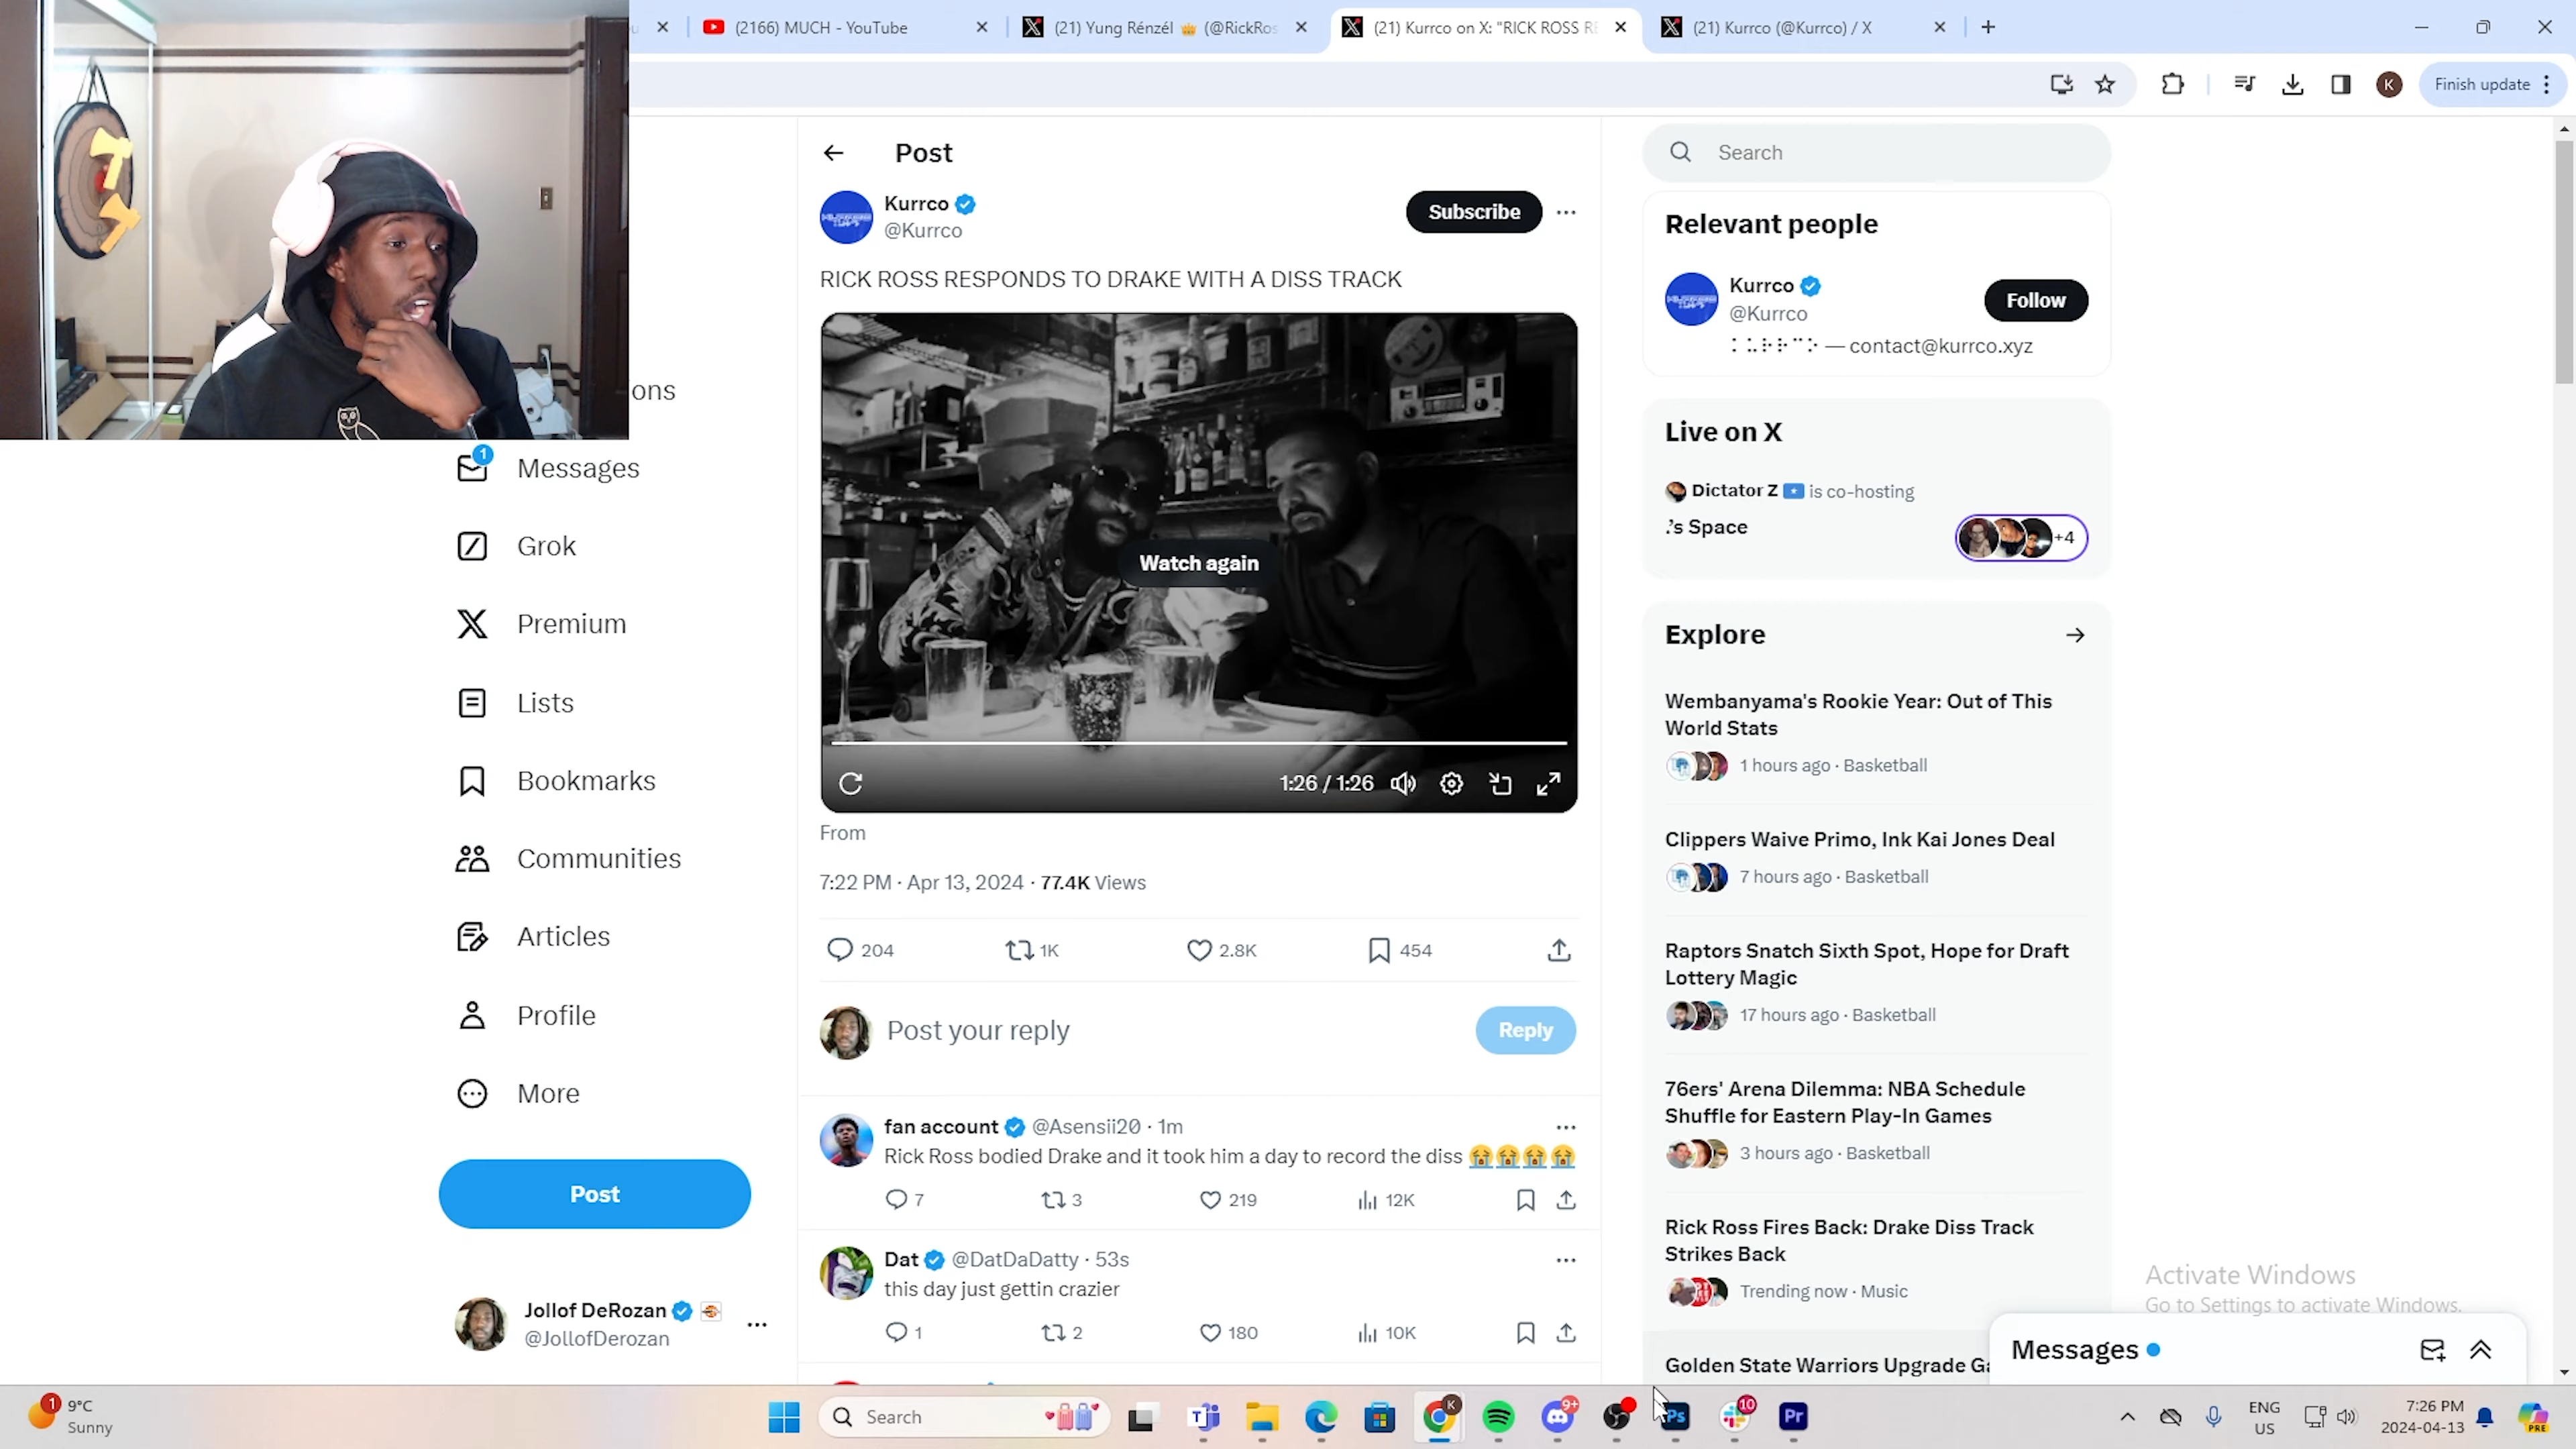 (2166) MUCH - YouTube
(21) Yung Rénzél 👑 (@RickRos
(21) Kurrco on X: "RICK ROSS RE
(21) Kurrco (@Kurrco) / X
K
Finish update
Post
Kurrco
@Kurrco
Subscribe
RICK ROSS RESPONDS TO DRAKE WITH A DISS TRACK
Watch again
1:26 / 1:26
From
7:22 PM · Apr 13, 2024 · 77.4K Views
204
1K
2.8K
454
Post your reply
Reply
fan account @Asensii20 · 1m
Rick Ross bodied Drake and it took him a day to record the diss 😭😭😭😭
7
3
219
12K
Dat @DatDaDatty · 53s
this day just gettin crazier
1
2
180
10K
ons
1
Messages
Grok
Premium
Lists
Bookmarks
Communities
Articles
Profile
More
Post
Jollof DeRozan
@JollofDerozan
Search
Relevant people
Kurrco
@Kurrco
Follow
— contact@kurrco.xyz
Live on X
Dictator Z is co-hosting
.'s Space
+4
Explore
Wembanyama's Rookie Year: Out of This
World Stats
1 hours ago · Basketball
Clippers Waive Primo, Ink Kai Jones Deal
7 hours ago · Basketball
Raptors Snatch Sixth Spot, Hope for Draft
Lottery Magic
17 hours ago · Basketball
76ers' Arena Dilemma: NBA Schedule
Shuffle for Eastern Play-In Games
3 hours ago · Basketball
Rick Ross Fires Back: Drake Diss Track
Strikes Back
Trending now · Music
Golden State Warriors Upgrade Ga
Activate Windows
Go to Settings to activate Windows.
Messages
1
9°C
Sunny
Search
K
9+
Ps
10
Pr
ENG
US
7:26 PM
2024-04-13
PRE